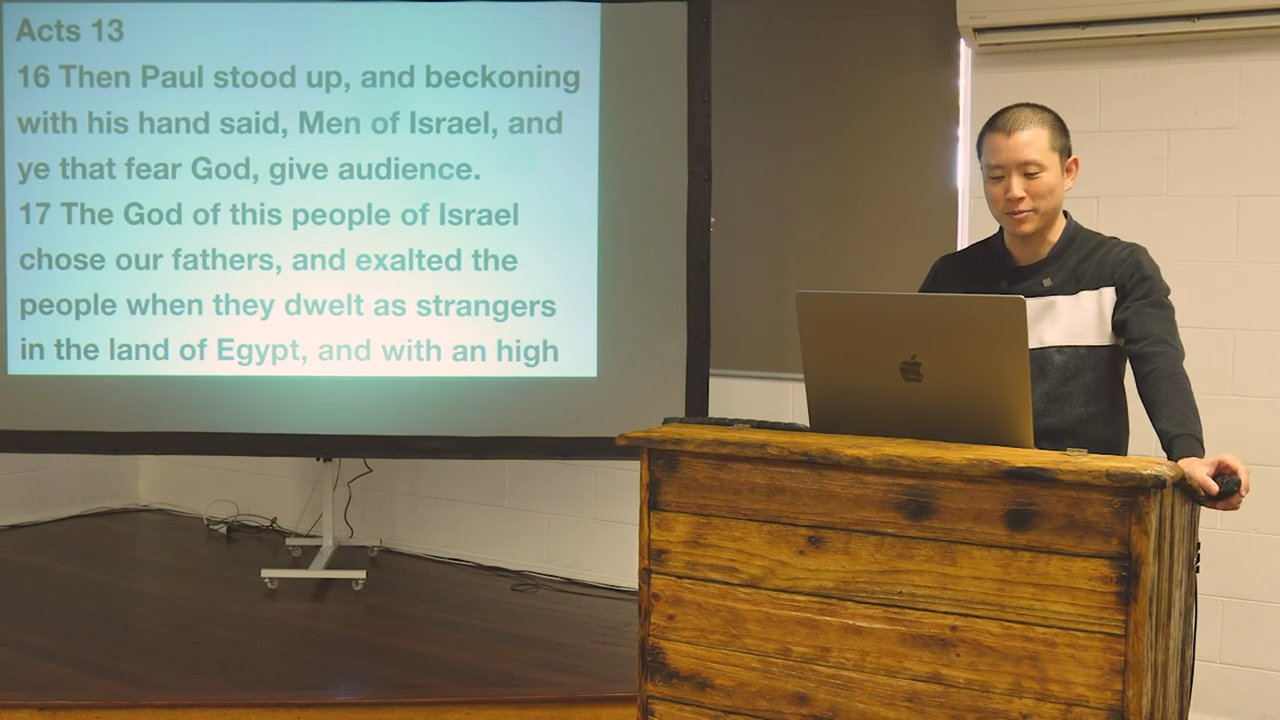 Acts 13
16 Then Paul stood up, and beckoning
with his hand said, Men of Israel, and
ye that fear God, give audience.
17 The God of this people of Israel
chose our fathers, and exalted the
people when they dwelt as strangers
in the land of Egypt, and with an high